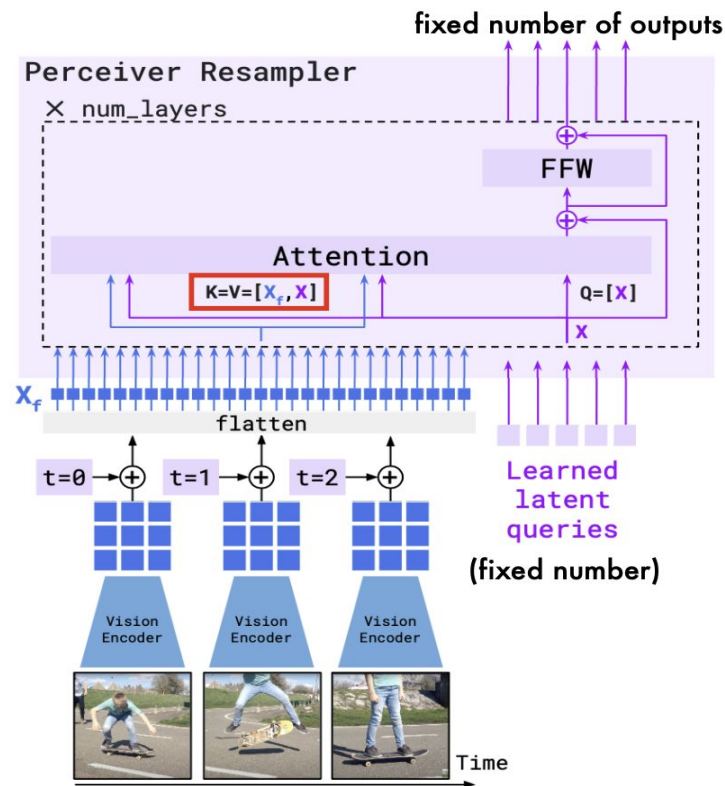 fixed number of outputs
Perceiver Resampler
× num_layers
FFW
Attention
K=V=[Xf,X]
Q=[X]
X
Xf
flatten
t=0
t=1
t=2
Learned
latent
queries
(fixed number)
Vision
Encoder
Vision
Encoder
Vision
Encoder
Time